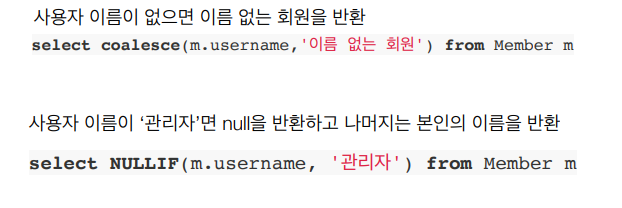 사용자 이름이 없으면 이름 없는 회원을 반환
select coalesce(m.username,'이름 없는 회원') from Member m
사용자 이름이 ‘관리자’면 null을 반환하고 나머지는 본인의 이름을 반환
select NULLIF(m.username, '관리자') from Member m